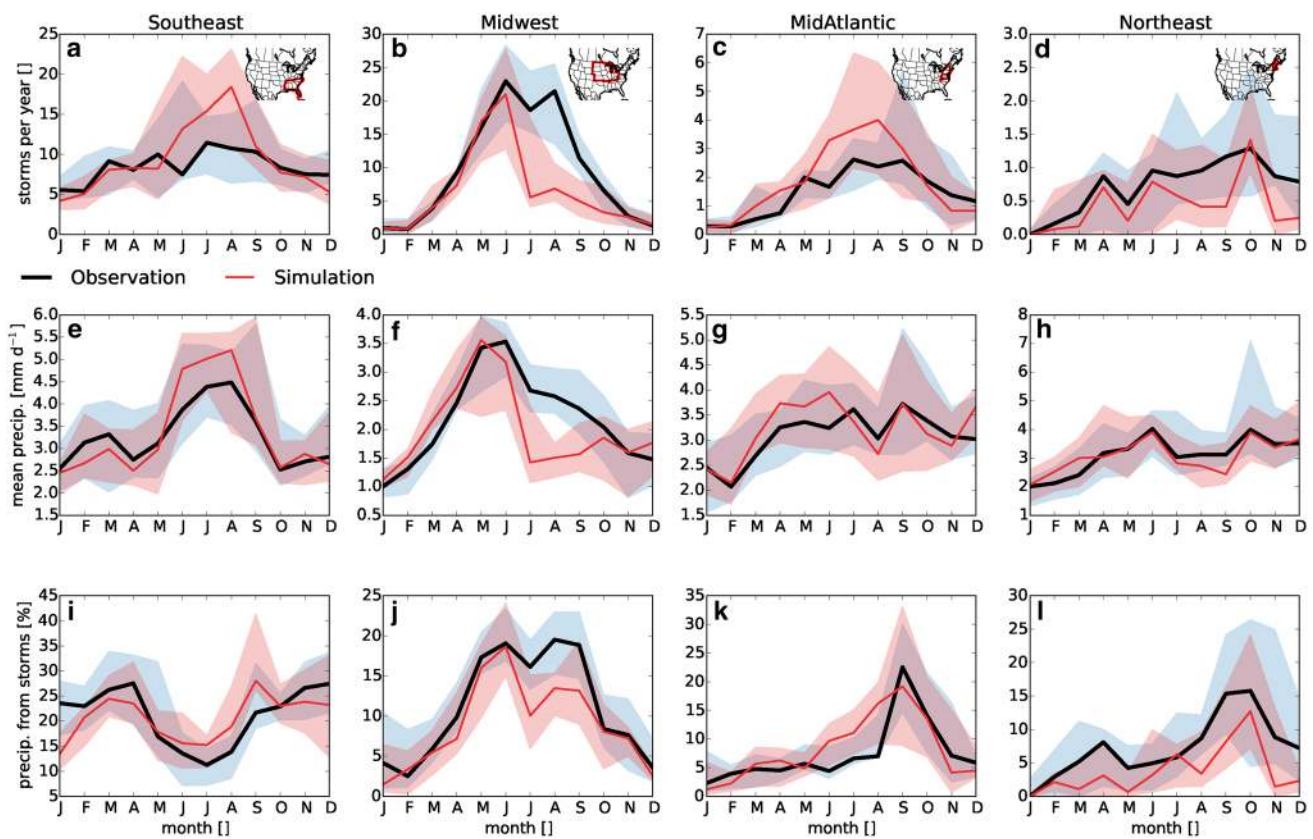 Southeast Midwest MidAtlantic Northeast
a b c d
storms per year []
25 20 15 10 5 0
30 25 20 15 10 5 0
7 6 5 4 3 2 1 0
3.0 2.5 2.0 1.5 1.0 0.5 0.0
J F M A M J J A S O N D
J F M A M J J A S O N D
J F M A M J J A S O N D
J F M A M J J A S O N D
Observation Simulation
e f g h
mean precip. [mm d⁻¹]
6.0 5.5 5.0 4.5 4.0 3.5 3.0 2.5 2.0 1.5
4.0 3.5 3.0 2.5 2.0 1.5 1.0 0.5
5.5 5.0 4.5 4.0 3.5 3.0 2.5 2.0 1.5
8 7 6 5 4 3 2 1
J F M A M J J A S O N D
J F M A M J J A S O N D
J F M A M J J A S O N D
J F M A M J J A S O N D
i j k l
precip. from storms [%]
45 40 35 30 25 20 15 10 5
25 20 15 10 5 0
35 30 25 20 15 10 5 0
30 25 20 15 10 5 0
J F M A M J J A S O N D
J F M A M J J A S O N D
J F M A M J J A S O N D
J F M A M J J A S O N D
month [] month [] month [] month []